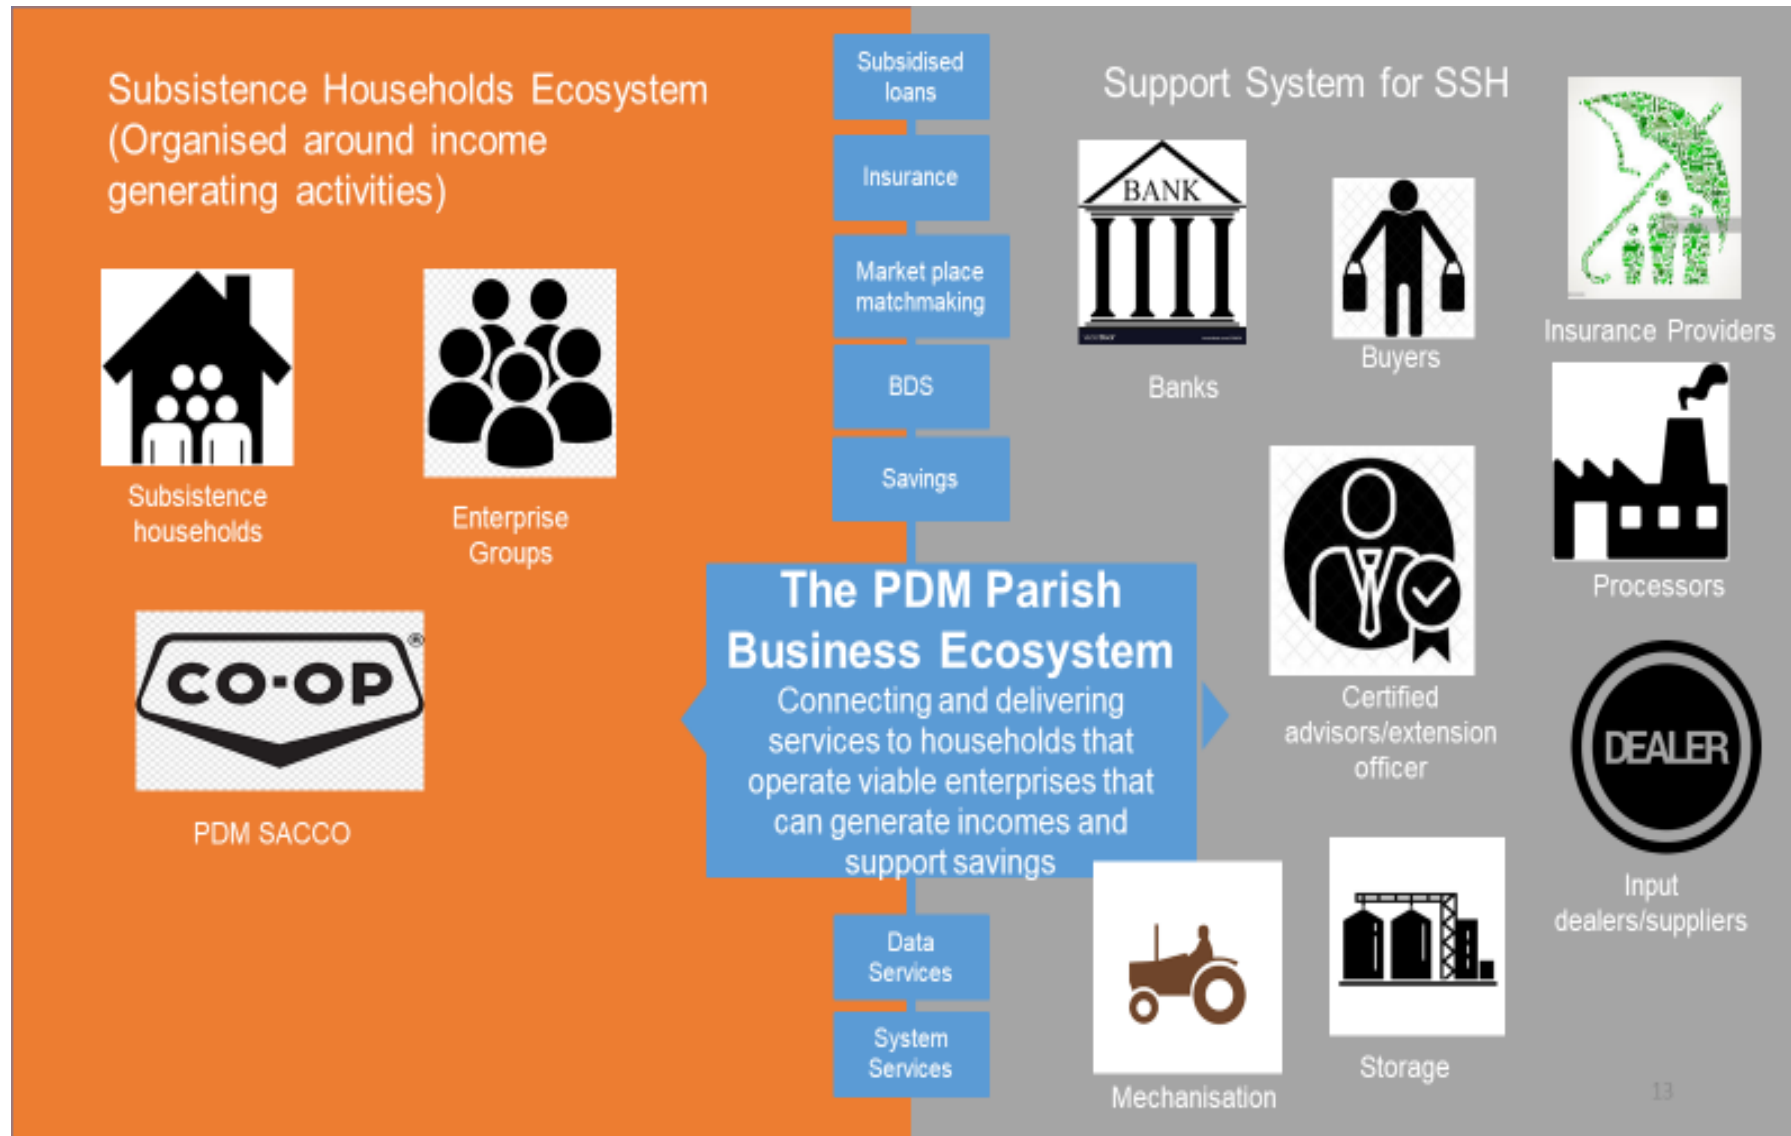 Subsistence Households Ecosystem
(Organised around income
generating activities)
Subsistence
households
Enterprise
Groups
CO-OP
®
PDM SACCO
Subsidised
loans
Insurance
Market place
matchmaking
BDS
Savings
The PDM Parish
Business Ecosystem
Connecting and delivering
services to households that
operate viable enterprises that
can generate incomes and
support savings
Data
Services
System
Services
Support System for SSH
BANK
Banks
Buyers
Insurance Providers
Processors
Certified
advisors/extension
officer
DEALER
Input
dealers/suppliers
Mechanisation
Storage
13